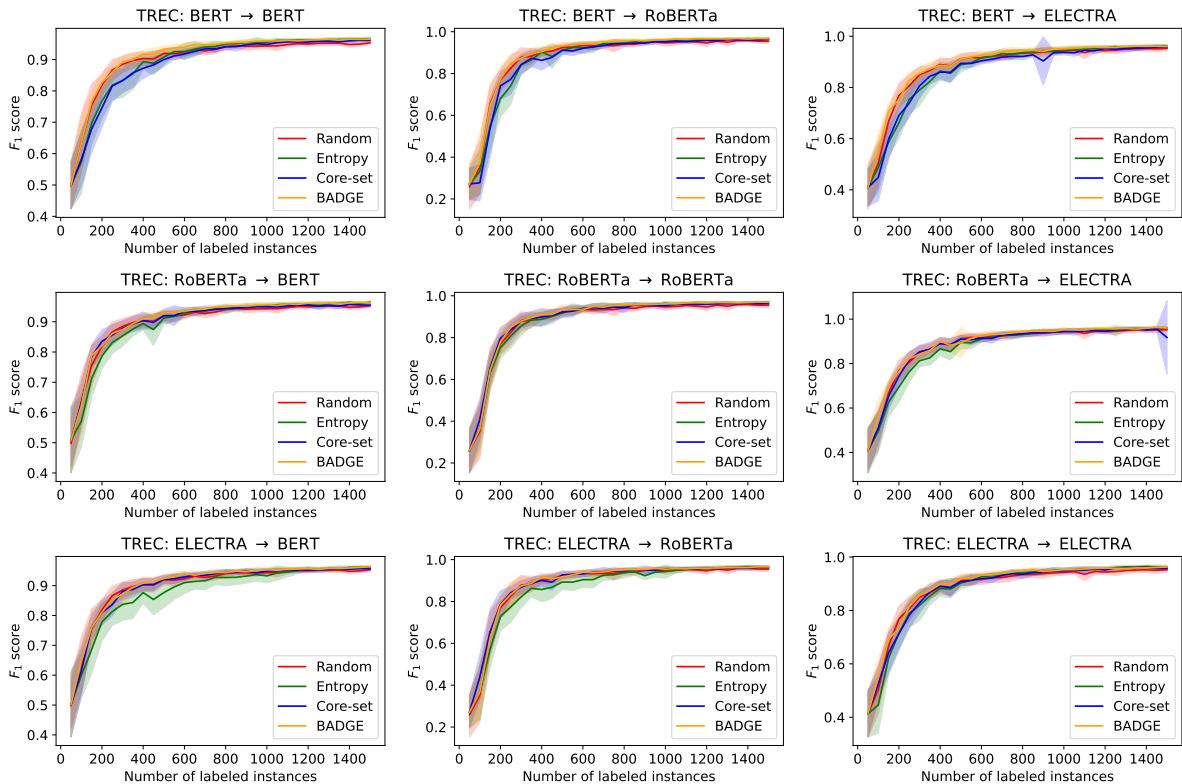 TREC: BERT → BERT
F₁ score
0.9
0.8
0.7
0.6
0.5
0.4
Random
Entropy
Core-set
BADGE
0 200 400 600 800 1000 1200 1400
Number of labeled instances
TREC: BERT → RoBERTa
F₁ score
1.0
0.8
0.6
0.4
0.2
Random
Entropy
Core-set
BADGE
0 200 400 600 800 1000 1200 1400
Number of labeled instances
TREC: BERT → ELECTRA
F₁ score
1.0
0.8
0.6
0.4
Random
Entropy
Core-set
BADGE
0 200 400 600 800 1000 1200 1400
Number of labeled instances
TREC: RoBERTa → BERT
F₁ score
0.9
0.8
0.7
0.6
0.5
0.4
Random
Entropy
Core-set
BADGE
0 200 400 600 800 1000 1200 1400
Number of labeled instances
TREC: RoBERTa → RoBERTa
F₁ score
1.0
0.8
0.6
0.4
0.2
Random
Entropy
Core-set
BADGE
0 200 400 600 800 1000 1200 1400
Number of labeled instances
TREC: RoBERTa → ELECTRA
F₁ score
1.0
0.8
0.6
0.4
Random
Entropy
Core-set
BADGE
0 200 400 600 800 1000 1200 1400
Number of labeled instances
TREC: ELECTRA → BERT
F₁ score
0.9
0.8
0.7
0.6
0.5
0.4
Random
Entropy
Core-set
BADGE
0 200 400 600 800 1000 1200 1400
Number of labeled instances
TREC: ELECTRA → RoBERTa
F₁ score
1.0
0.8
0.6
0.4
0.2
Random
Entropy
Core-set
BADGE
0 200 400 600 800 1000 1200 1400
Number of labeled instances
TREC: ELECTRA → ELECTRA
F₁ score
1.0
0.8
0.6
0.4
Random
Entropy
Core-set
BADGE
0 200 400 600 800 1000 1200 1400
Number of labeled instances